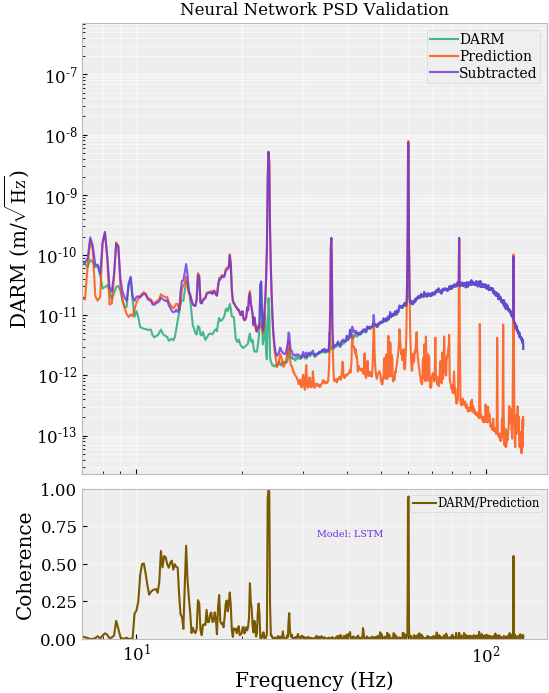 Neural Network PSD Validation
DARM
Prediction
Subtracted
DARM (m/√Hz)
10⁻⁷
10⁻⁸
10⁻⁹
10⁻¹⁰
10⁻¹¹
10⁻¹²
10⁻¹³
DARM/Prediction
Model: LSTM
Coherence
1.00
0.75
0.50
0.25
0.00
10¹
10²
Frequency (Hz)